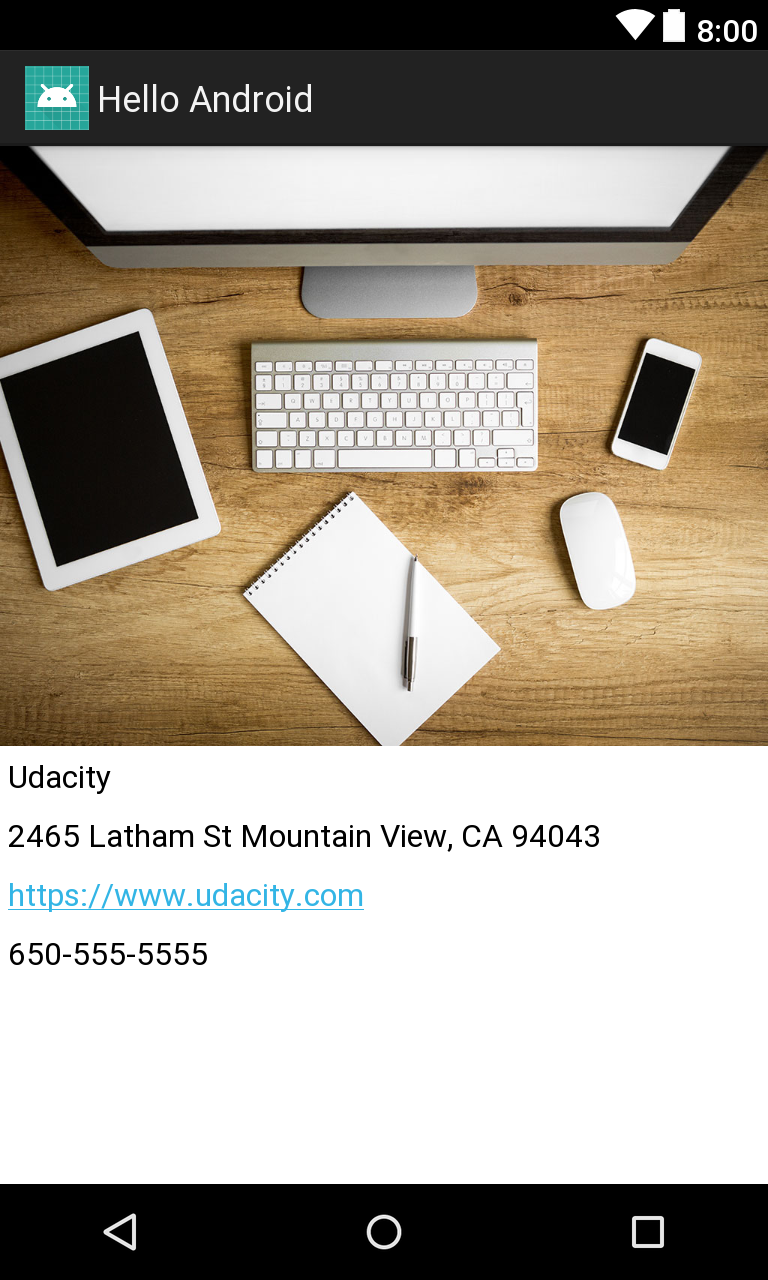 8:00
Hello Android
Udacity
2465 Latham St Mountain View, CA 94043
https://www.udacity.com
650-555-5555